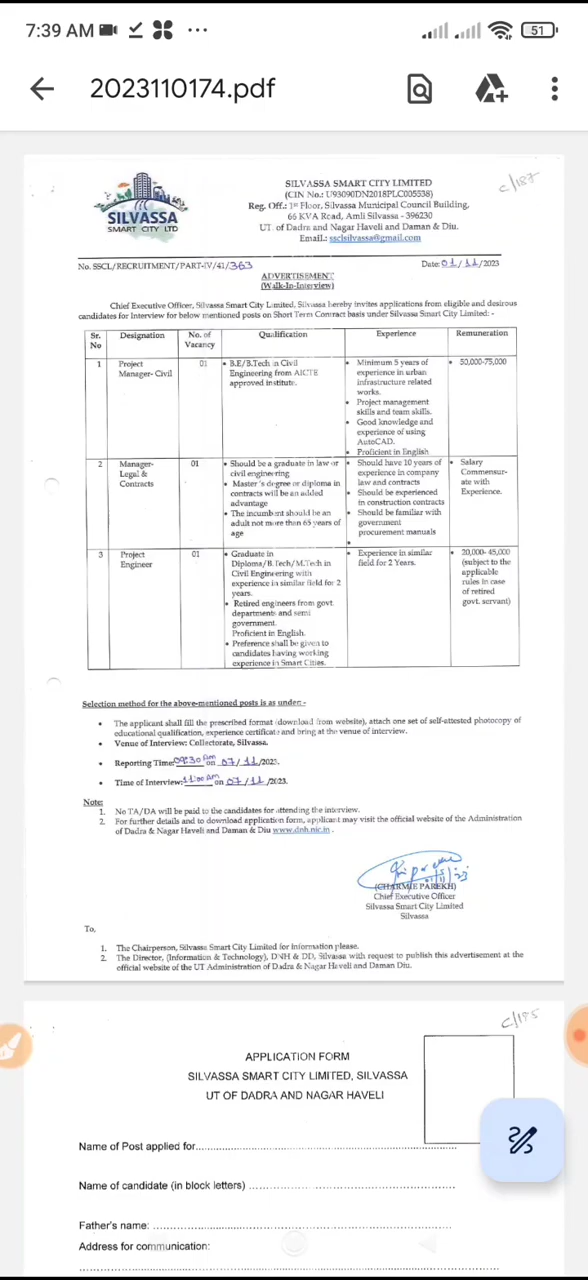 7:39 AM ...
51
2023110174.pdf
c/187
SILVASSA
SMART CITY LTD
SILVASSA SMART CITY LIMITED
(CIN No.: U93090DN2018PLC005538)
Reg. Off.: 1st Floor, Silvassa Municipal Council Building,
66 KVA Road, Amli Silvassa - 396230
UT of Dadra and Nagar Haveli and Daman & Diu.
Email.: ssclsilvassa@gmail.com
No. SSCL/RECRUITMENT/PART-IV/41/363
Date: 01/11/2023
ADVERTISEMENT
(Walk-In-Interview)
Chief Executive Officer, Silvassa Smart City Limited, Silvassa hereby invites applications from eligible and desirous
candidates for Interview for below mentioned posts on Short Term Contract basis under Silvassa Smart City Limited: -
Sr. No Designation No. of Vacancy Qualification Experience Remuneration
1 Project Manager- Civil 01
• B.E/B.Tech in Civil
Engineering from AICTE
approved institute.
• Minimum 5 years of
experience in urban
infrastructure related
works.
• Project management
skills and team skills.
• Good knowledge and
experience of using
AutoCAD.
• Proficient in English
• 50,000-75,000
2 Manager- Legal & Contracts 01
• Should be a graduate in law or
civil engineering
• Master's degree or diploma in
contracts will be an added
advantage
• The incumbent should be an
adult not more than 65 years of
age
• Should have 10 years of
experience in company
law and contracts
• Should be experienced
in construction contracts
• Should be familiar with
government
procurement manuals
•
• Salary
Commensur-
ate with
Experience.
3 Project Engineer 01
• Graduate in
Diploma/B.Tech/M.Tech in
Civil Engineering with
experience in similar field for 2
years.
• Retired engineers from govt.
departments and semi
government.
Proficient in English.
• Preference shall be given to
candidates having working
experience in Smart Cities.
• Experience in similar
field for 2 Years.
• 20,000- 45,000
(subject to the
applicable
rules in case
of retired
govt. servant)
Selection method for the above-mentioned posts is as under:-
• The applicant shall fill the prescribed format (download from website), attach one set of self-attested photocopy of
educational qualification, experience certificate and bring at the venue of interview.
• Venue of Interview: Collectorate, Silvassa.
• Reporting Time: 09:30 Am on 07/11/2023.
• Time of Interview: 11:00 AM on 07/11/2023.
Note:
1. No TA/DA will be paid to the candidates for attending the interview.
2. For further details and to download application form, applicant may visit the official website of the Administration
of Dadra & Nagar Haveli and Daman & Diu www.dnh.nic.in .
(CHARMIE PAREKH)
Chief Executive Officer
Silvassa Smart City Limited
Silvassa
To,
1. The Chairperson, Silvassa Smart City Limited for information please.
2. The Director, (Information & Technology), DNH & DD, Silvassa with request to publish this advertisement at the
official website of the UT Administration of Dadra & Nagar Haveli and Daman Diu.
c/185
APPLICATION FORM
SILVASSA SMART CITY LIMITED, SILVASSA
UT OF DADRA AND NAGAR HAVELI
Name of Post applied for
Name of candidate (in block letters)
Father's name:
Address for communication: